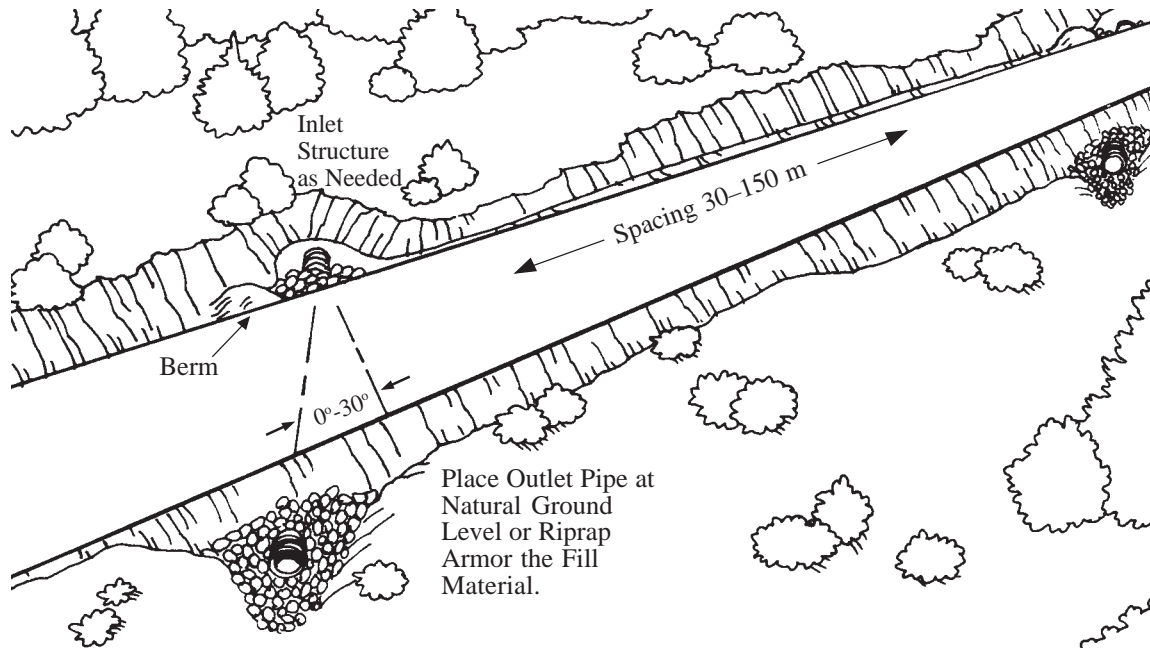 Inlet
Structure
as Needed
Spacing 30–150 m
Berm
0º-30º
Place Outlet Pipe at
Natural Ground
Level or Riprap
Armor the Fill
Material.